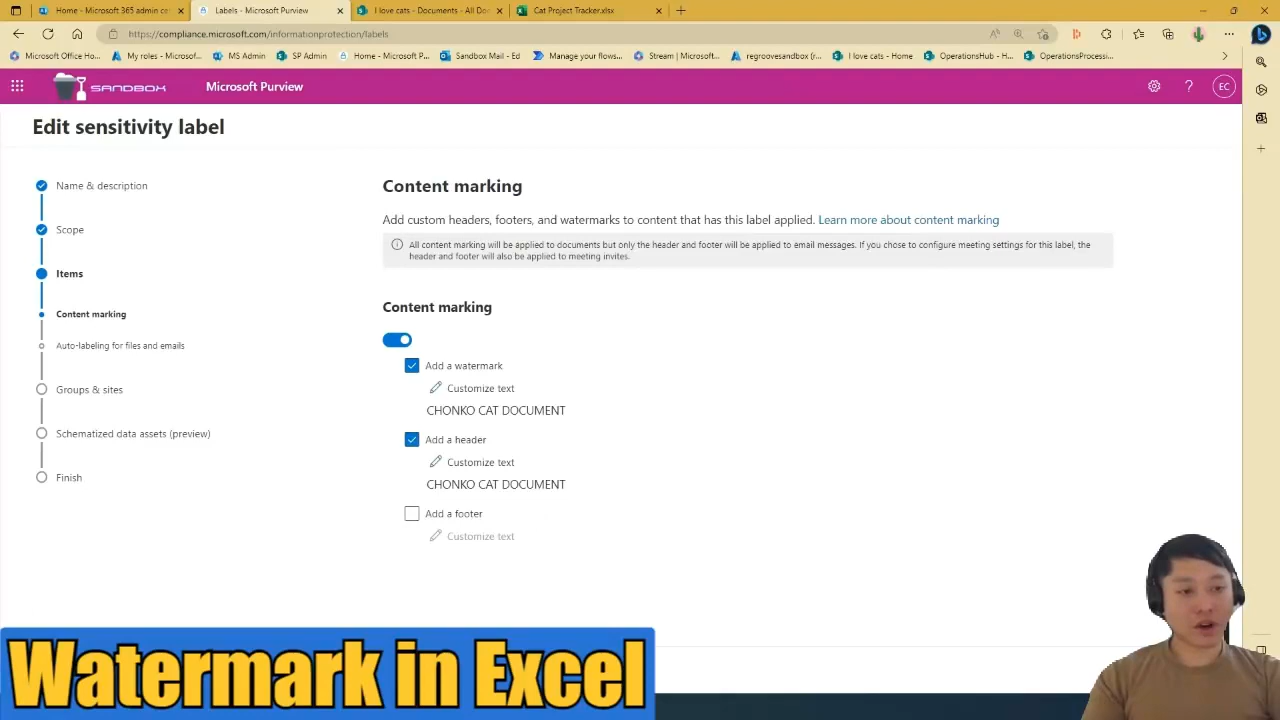 Home - Microsoft 365 admin ce
Labels - Microsoft Purview
I love cats - Documents - All Do
Cat Project Tracker.xlsx
https://compliance.microsoft.com/informationprotection/labels
Microsoft Office Ho...
My roles - Microsof...
MS Admin
SP Admin
Home - Microsoft P...
Sandbox Mail - Ed
Manage your flows...
Stream | Microsoft...
regroovesandbox (r...
I love cats - Home
OperationsHub - H...
OperationsProcessi...
SANDBOX
Microsoft Purview
EC
Edit sensitivity label
Name & description
Scope
Items
Content marking
Auto-labeling for files and emails
Groups & sites
Schematized data assets (preview)
Finish
Content marking
Add custom headers, footers, and watermarks to content that has this label applied. Learn more about content marking
All content marking will be applied to documents but only the header and footer will be applied to email messages. If you chose to configure meeting settings for this label, the
header and footer will also be applied to meeting invites.
Content marking
Add a watermark
Customize text
CHONKO CAT DOCUMENT
Add a header
Customize text
CHONKO CAT DOCUMENT
Add a footer
Customize text
Watermark in Excel